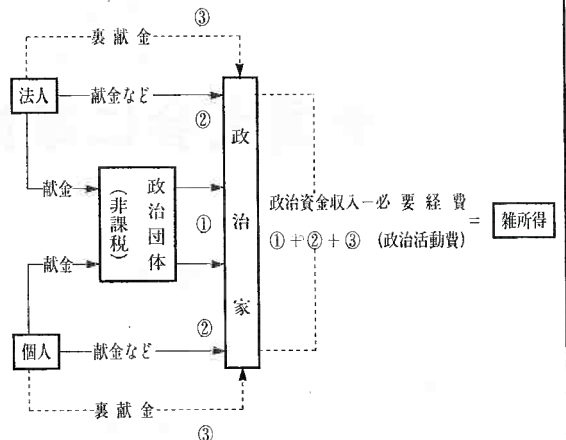 ③
裏献金
法人
献金など
②
献金
政治団体
(非課税)
①
政治家
政治資金収入－必要経費
①＋②＋③ (政治活動費)
＝
雑所得
献金
②
個人
献金など
裏献金
③